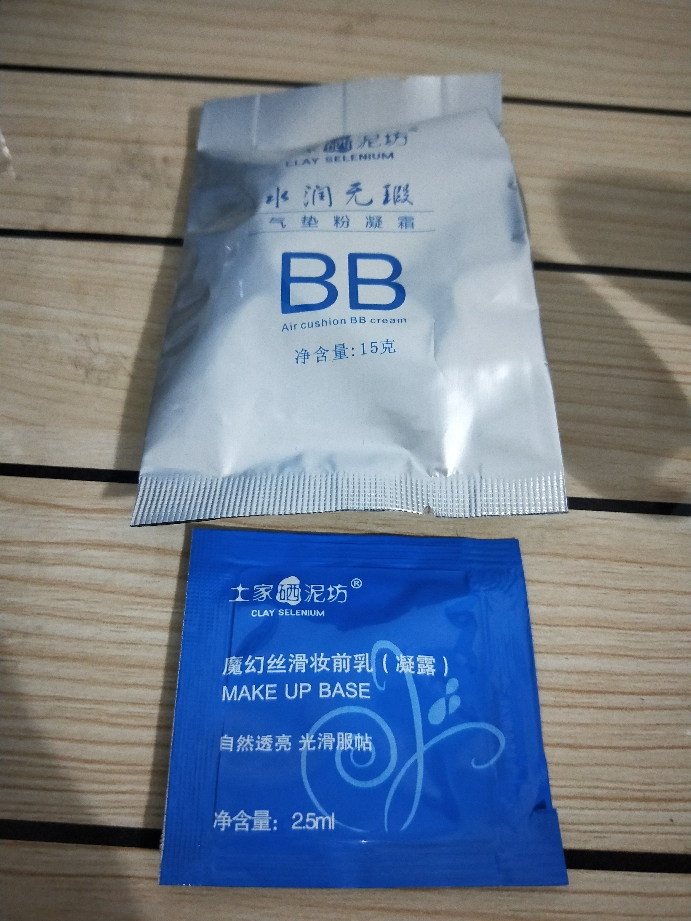 硒泥坊
CLAY SELENIUM
水润无瑕
气垫粉凝霜
BB
Air cushion BB cream
净含量:15克
土家硒泥坊®
CLAY SELENIUM
魔幻丝滑妆前乳(凝露)
MAKE UP BASE
自然透亮 光滑服帖
净含量: 2.5ml